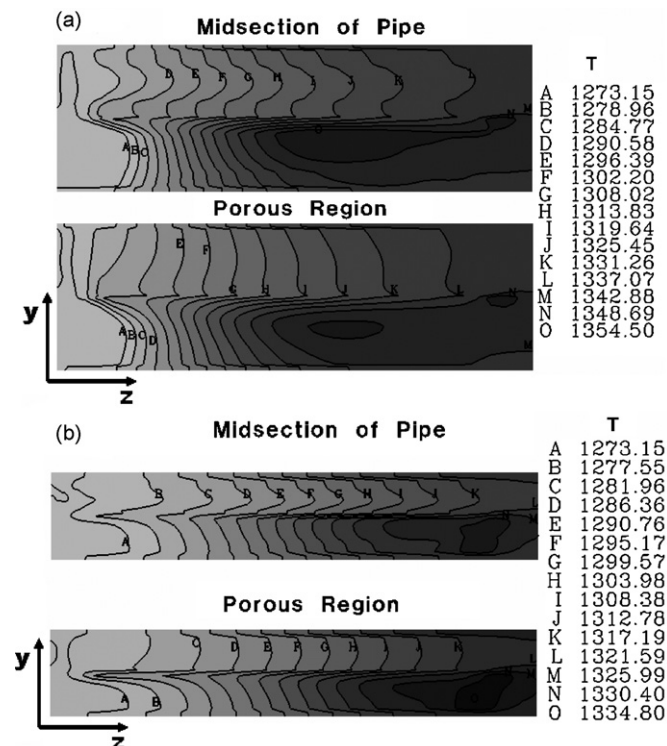 (a)
Midsection of Pipe
D E F G H I J K L M
N
O
A B C
Porous Region
E F
G H I J K L N
A B C D
M
y
z
T
A 1273.15
B 1278.96
C 1284.77
D 1290.58
E 1296.39
F 1302.20
G 1308.02
H 1313.83
I 1319.64
J 1325.45
K 1331.26
L 1337.07
M 1342.88
N 1348.69
O 1354.50
(b)
Midsection of Pipe
B C D E F G H I J K L
N M
A
Porous Region
C D E F G H I J K L
N M
A B O
y
z
T
A 1273.15
B 1277.55
C 1281.96
D 1286.36
E 1290.76
F 1295.17
G 1299.57
H 1303.98
I 1308.38
J 1312.78
K 1317.19
L 1321.59
M 1325.99
N 1330.40
O 1334.80